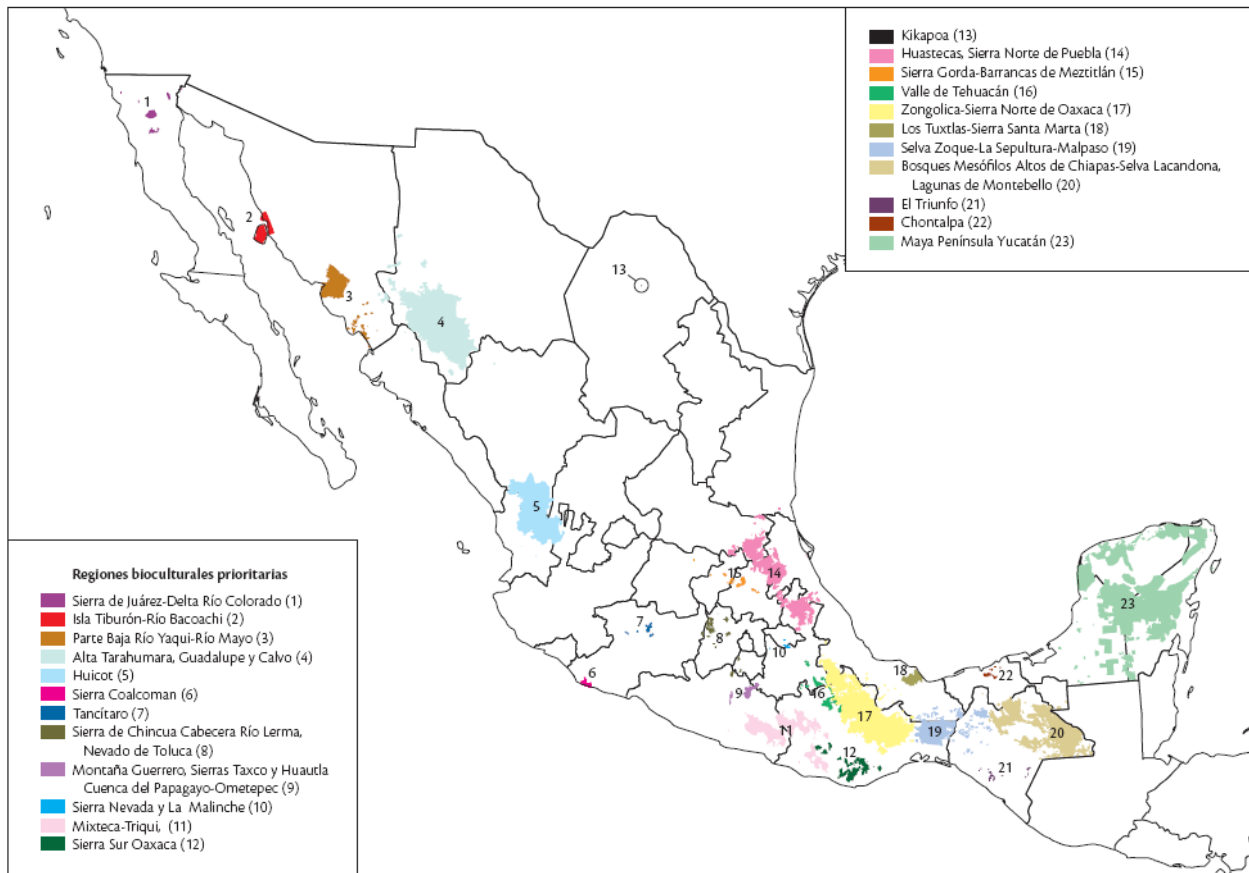 Kikapoa (13)
Huastecas, Sierra Norte de Puebla (14)
Sierra Gorda-Barrancas de Meztitlán (15)
Valle de Tehuacán (16)
Zongolica-Sierra Norte de Oaxaca (17)
Los Tuxtlas-Sierra Santa Marta (18)
Selva Zoque-La Sepultura-Malpaso (19)
Bosques Mesófilos Altos de Chiapas-Selva Lacandona,
Lagunas de Montebello (20)
El Triunfo (21)
Chontalpa (22)
Maya Península Yucatán (23)
1
2
13
3
4
5
15
14
23
7
8
10
6
9
16
18
22
17
11
19
20
12
21
Regiones bioculturales prioritarias
Sierra de Juárez-Delta Río Colorado (1)
Isla Tiburón-Río Bacoachi (2)
Parte Baja Río Yaqui-Río Mayo (3)
Alta Tarahumara, Guadalupe y Calvo (4)
Huicot (5)
Sierra Coalcoman (6)
Tancítaro (7)
Sierra de Chincua Cabecera Río Lerma,
Nevado de Toluca (8)
Montaña Guerrero, Sierras Taxco y Huautla
Cuenca del Papagayo-Ometepec (9)
Sierra Nevada y La Malinche (10)
Mixteca-Triqui, (11)
Sierra Sur Oaxaca (12)